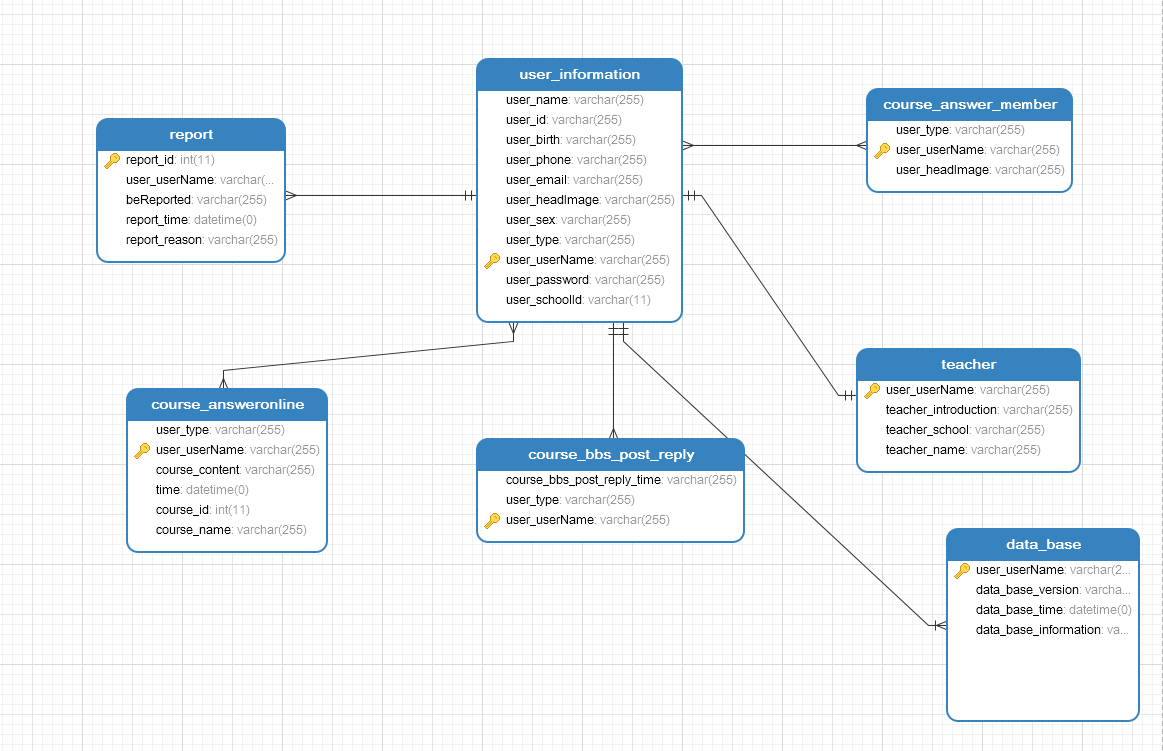 user_information
user_name: varchar(255)
user_id: varchar(255)
user_birth: varchar(255)
user_phone: varchar(255)
user_email: varchar(255)
user_headImage: varchar(255)
user_sex: varchar(255)
user_type: varchar(255)
user_userName: varchar(255)
user_password: varchar(255)
user_schoolId: varchar(11)
course_answer_member
user_type: varchar(255)
user_userName: varchar(255)
user_headImage: varchar(255)
report
report_id: int(11)
user_userName: varchar(...
beReported: varchar(255)
report_time: datetime(0)
report_reason: varchar(255)
teacher
user_userName: varchar(255)
teacher_introduction: varchar(255)
teacher_school: varchar(255)
teacher_name: varchar(255)
course_answeronline
user_type: varchar(255)
user_userName: varchar(255)
course_content: varchar(255)
time: datetime(0)
course_id: int(11)
course_name: varchar(255)
course_bbs_post_reply
course_bbs_post_reply_time: varchar(255)
user_type: varchar(255)
user_userName: varchar(255)
data_base
user_userName: varchar(2...
data_base_version: varcha...
data_base_time: datetime(0)
data_base_information: va...